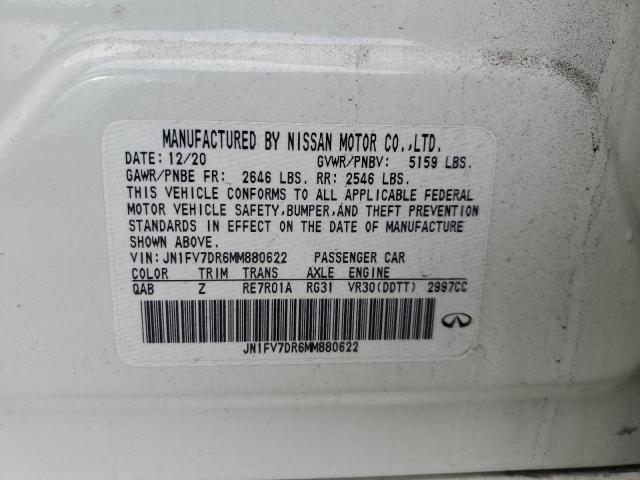 MANUFACTURED BY NISSAN MOTOR CO.,LTD.
DATE: 12/20 GVWR/PNBV: 5159 LBS.
GAWR/PNBE FR: 2646 LBS. RR: 2546 LBS.
THIS VEHICLE CONFORMS TO ALL APPLICABLE FEDERAL
MOTOR VEHICLE SAFETY,BUMPER,AND THEFT PREVENTION
STANDARDS IN EFFECT ON THE DATE OF MANUFACTURE
SHOWN ABOVE.
VIN: JN1FV7DR6MM880622 PASSENGER CAR
COLOR TRIM TRANS AXLE ENGINE
QAB Z RE7R01A RG31 VR30(DDTT) 2997CC
JN1FV7DR6MM880622